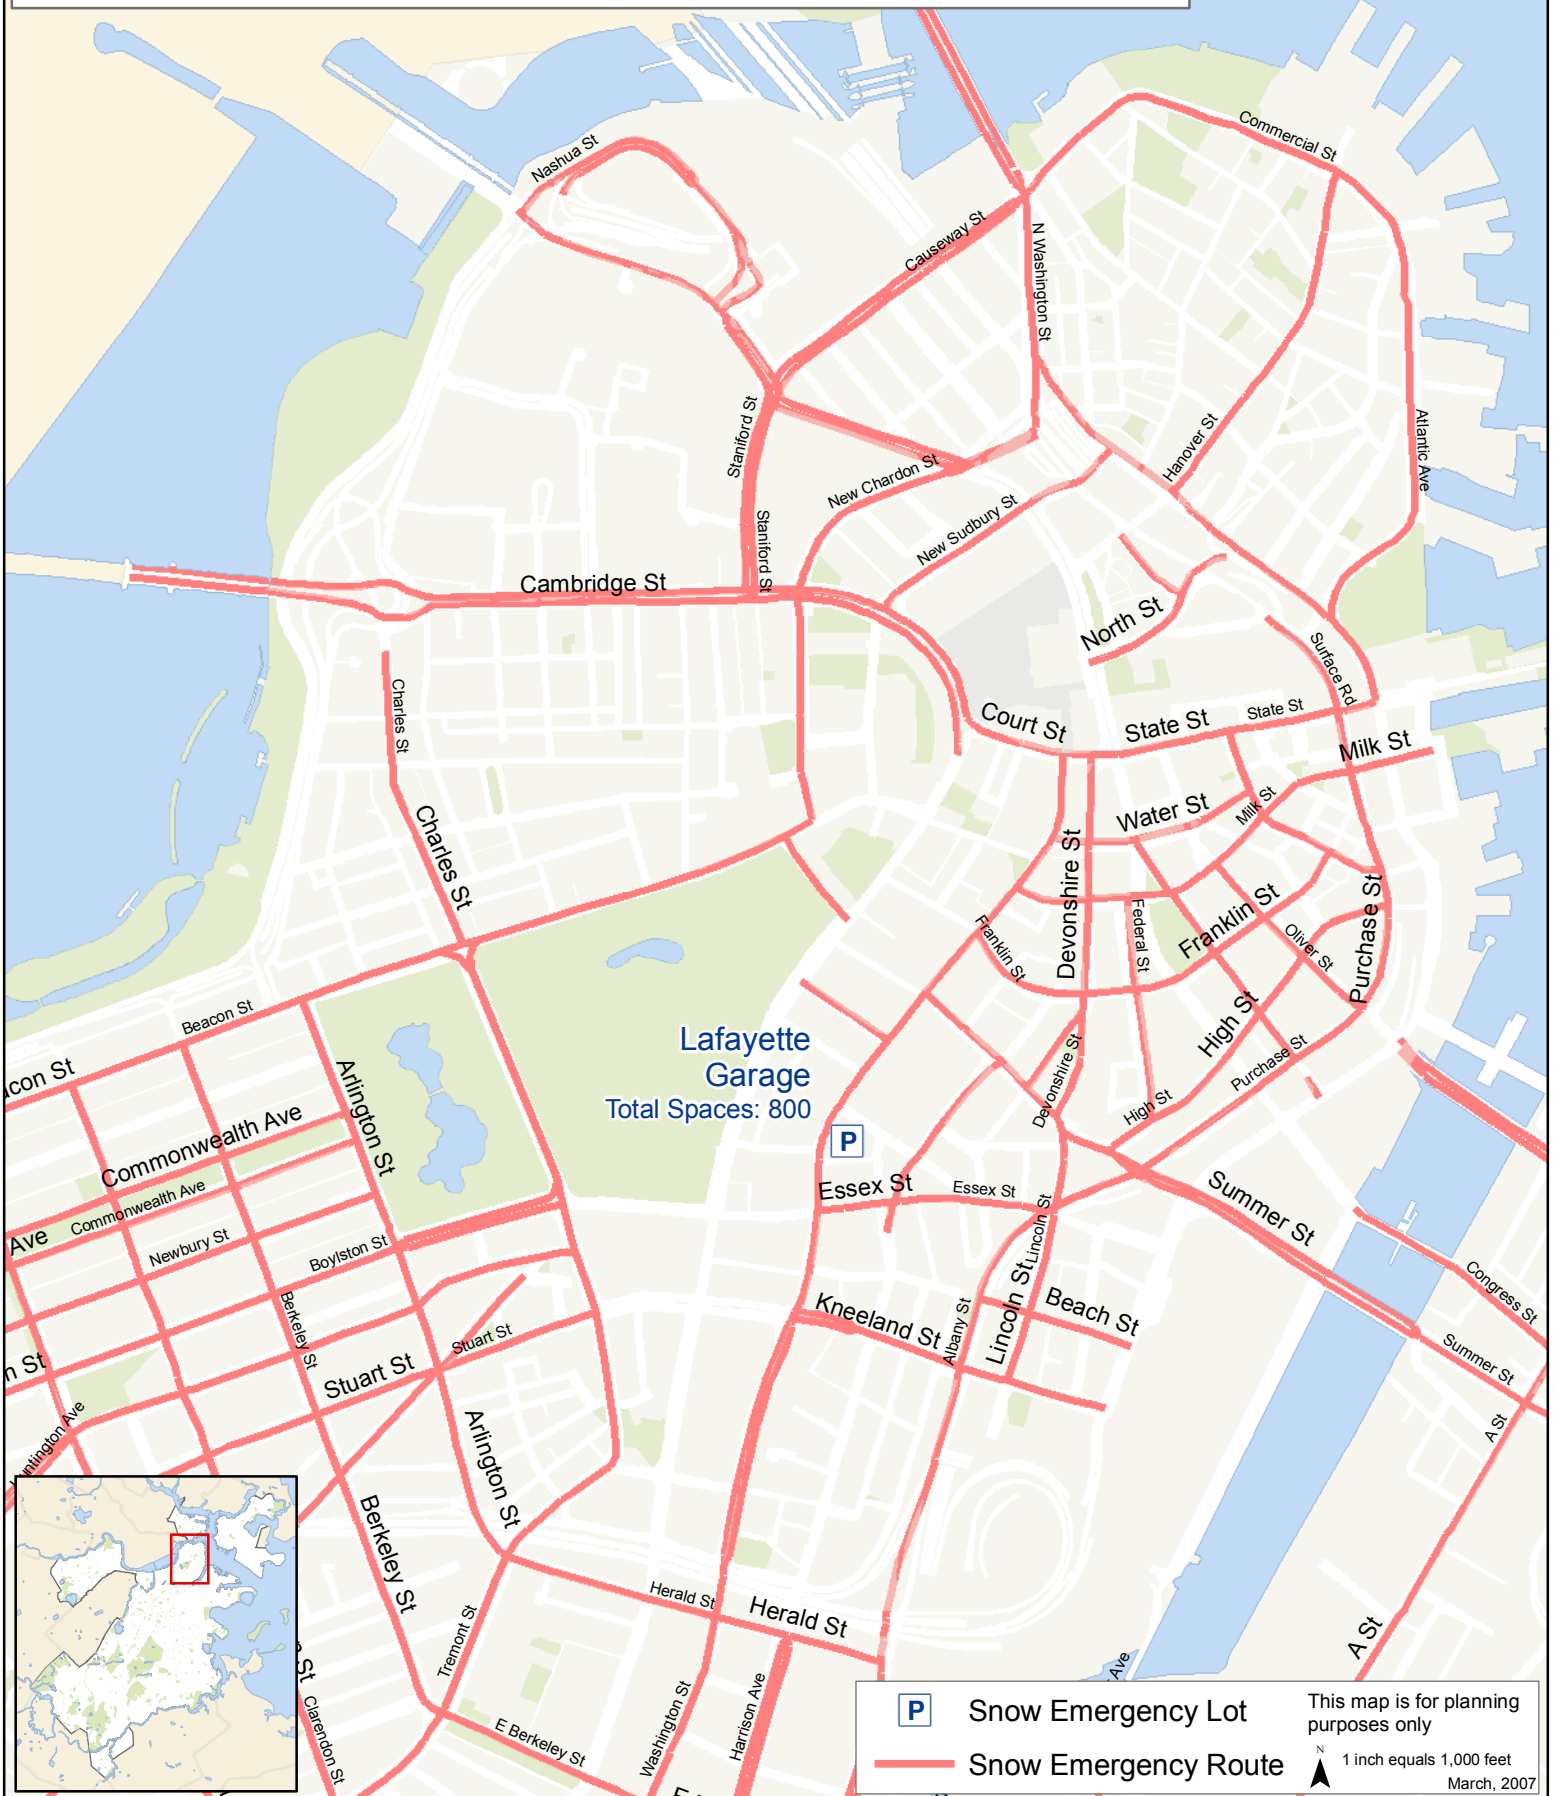 Commercial St
Nashua St
Causeway St
N Washington St
Staniford St
Atlantic Ave
Hanover St
New Chardon St
New Sudbury St
Staniford St
Cambridge St
North St
Surface Rd
Charles St
Court St
State St
State St
Milk St
Charles St
Water St
Milk St
Devonshire St
Purchase St
Federal St
Franklin St
Franklin St
Oliver St
Beacon St
High St
Lafayette
Garage
Total Spaces: 800
P
Devonshire St
Purchase St
High St
Arlington St
Commonwealth Ave
Commonwealth Ave
Ave
Newbury St
Boylston St
Essex St
Essex St
Lincoln St
Summer St
Congress St
Berkeley St
Kneeland St
Albany St
Lincoln St
Beach St
Summer St
Stuart St
Stuart St
A St
Arlington St
Berkeley St
Herald St
Herald St
Tremont St
A St
Ave
St
Clarendon St
E Berkeley St
Washington St
Harrison Ave
P
Snow Emergency Lot
Snow Emergency Route
This map is for planning
purposes only
N
1 inch equals 1,000 feet
March, 2007